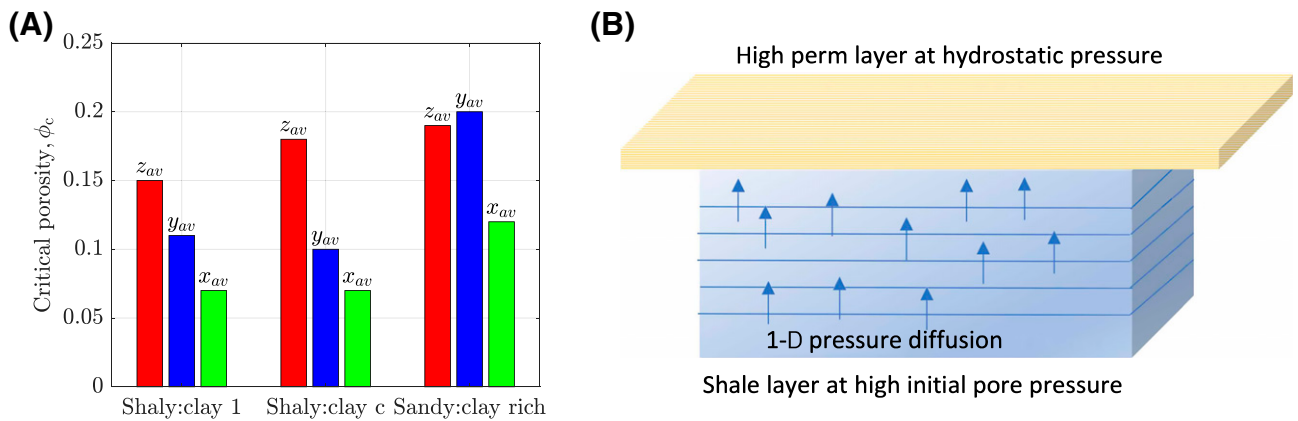 (A)
0.25
0.2
0.15
0.1
0.05
0
Critical porosity, ϕc
zav
yav
xav
zav
yav
xav
zav
yav
xav
Shaly:clay 1
Shaly:clay c
Sandy:clay rich
(B)
High perm layer at hydrostatic pressure
1-D pressure diffusion
Shale layer at high initial pore pressure